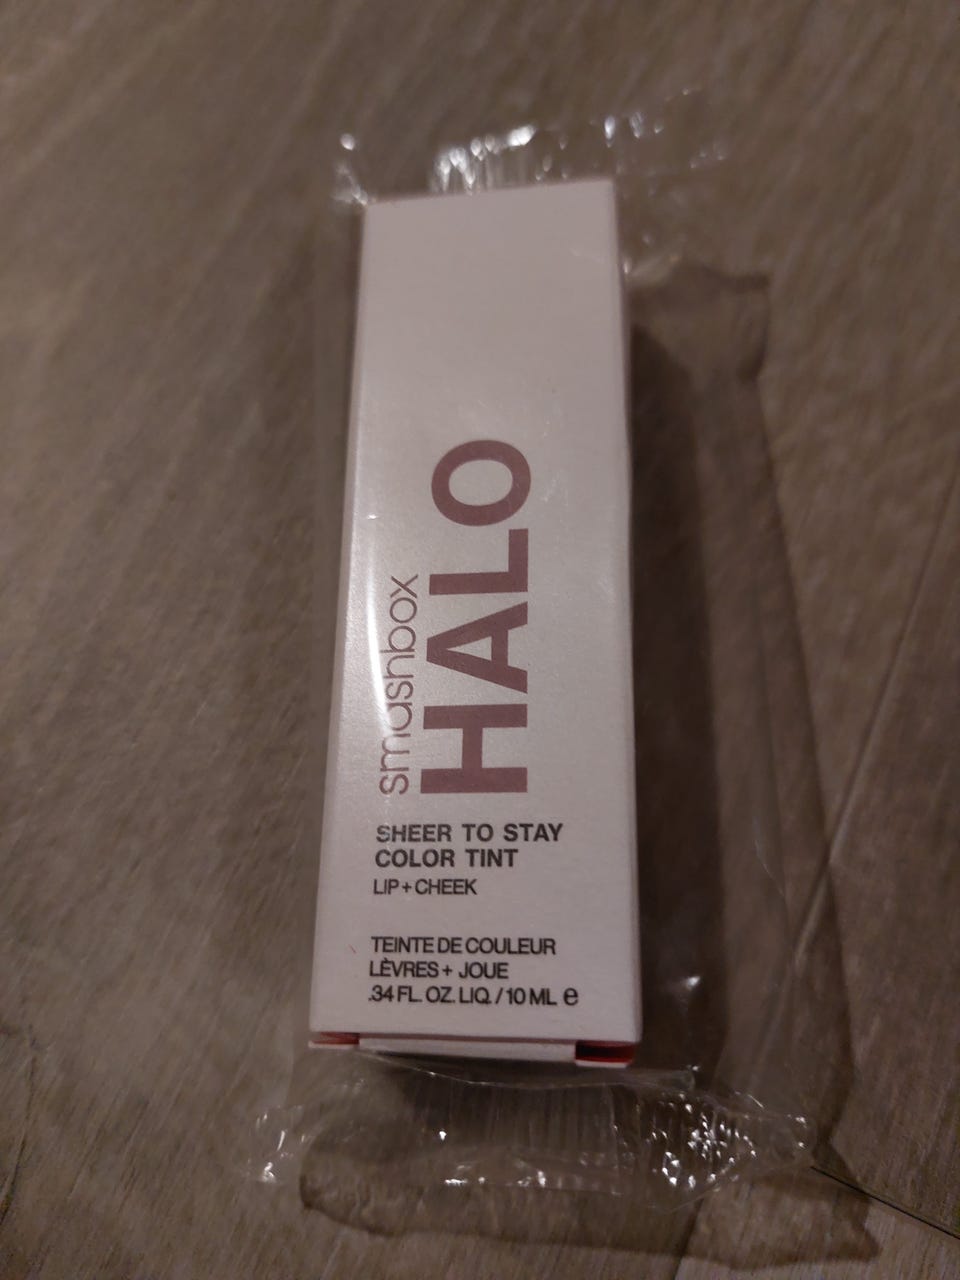 smashbox
HALO
SHEER TO STAY
COLOR TINT
LIP + CHEEK
TEINTE DE COULEUR
LÈVRES + JOUE
.34 FL. OZ. LIQ. / 10 ML e